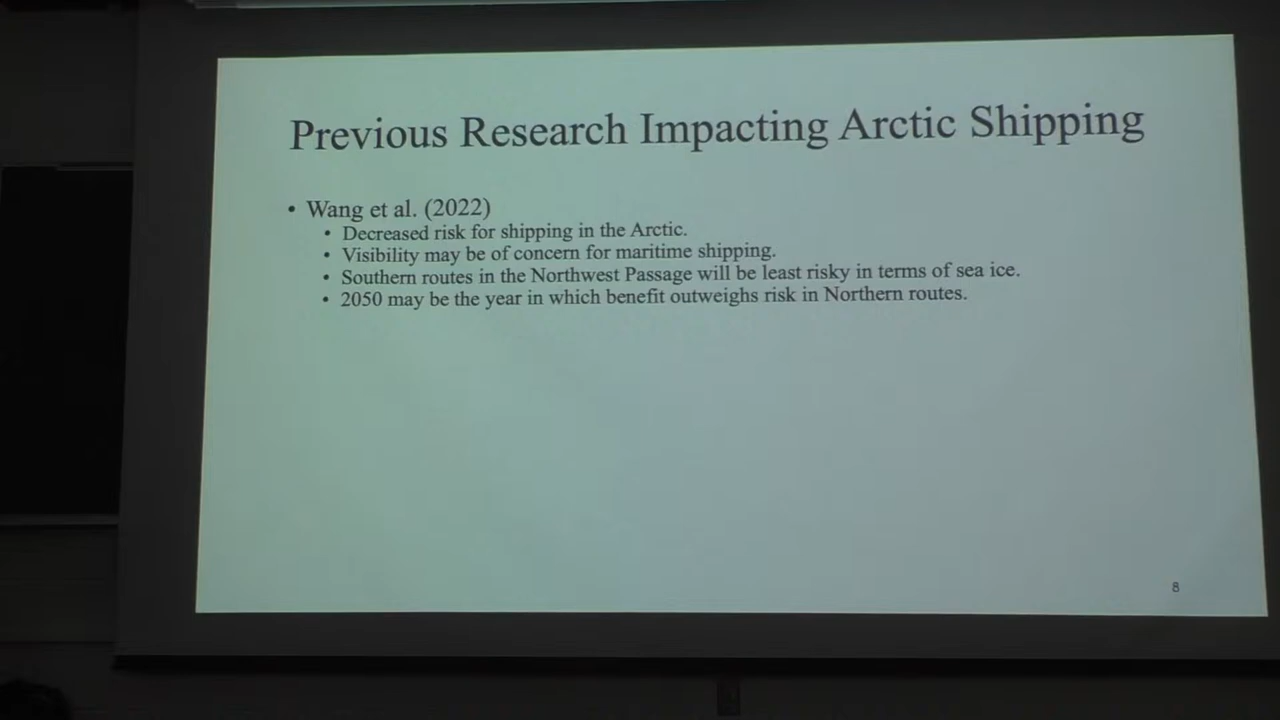 Previous Research Impacting Arctic Shipping
• Wang et al. (2022)
• Decreased risk for shipping in the Arctic.
• Visibility may be of concern for maritime shipping.
• Southern routes in the Northwest Passage will be least risky in terms of sea ice.
• 2050 may be the year in which benefit outweighs risk in Northern routes.
8